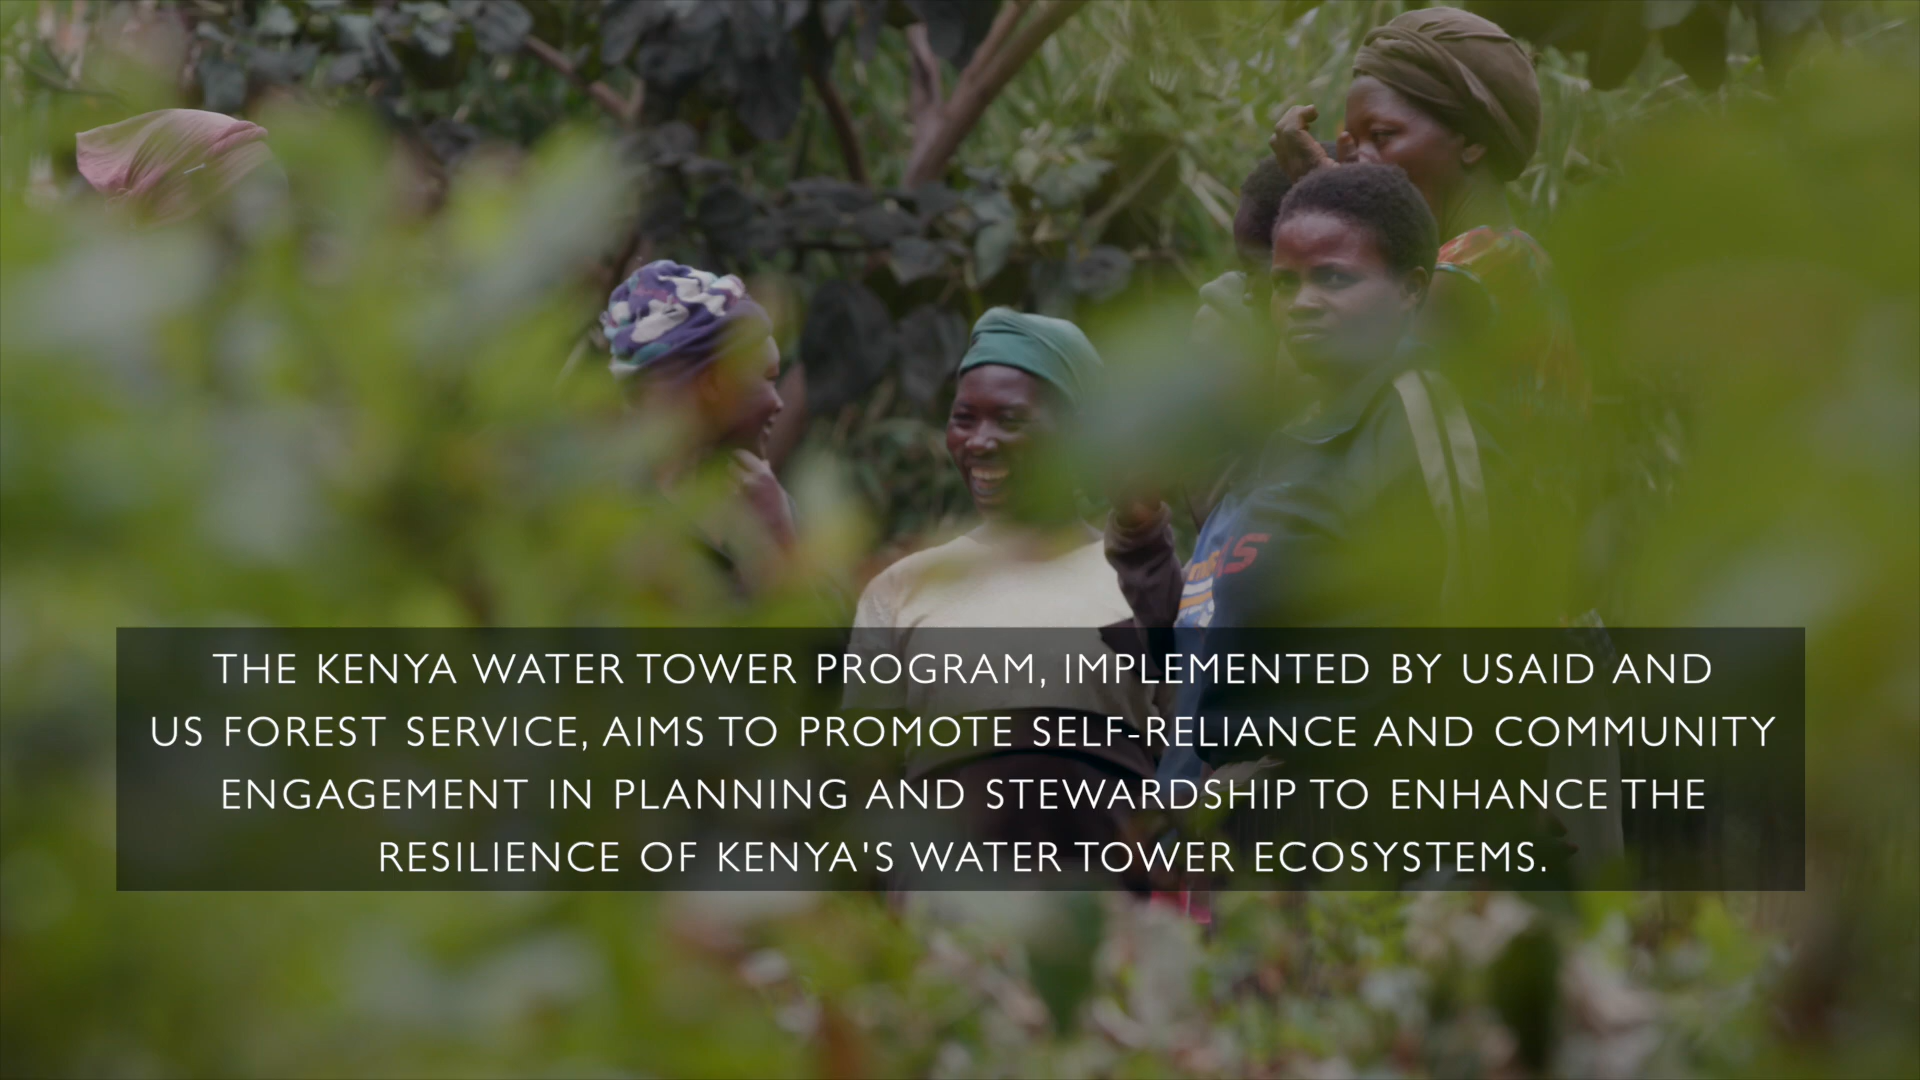 THE KENYA WATER TOWER PROGRAM, IMPLEMENTED BY USAID AND
US FOREST SERVICE, AIMS TO PROMOTE SELF-RELIANCE AND COMMUNITY
ENGAGEMENT IN PLANNING AND STEWARDSHIP TO ENHANCE THE
RESILIENCE OF KENYA'S WATER TOWER ECOSYSTEMS.